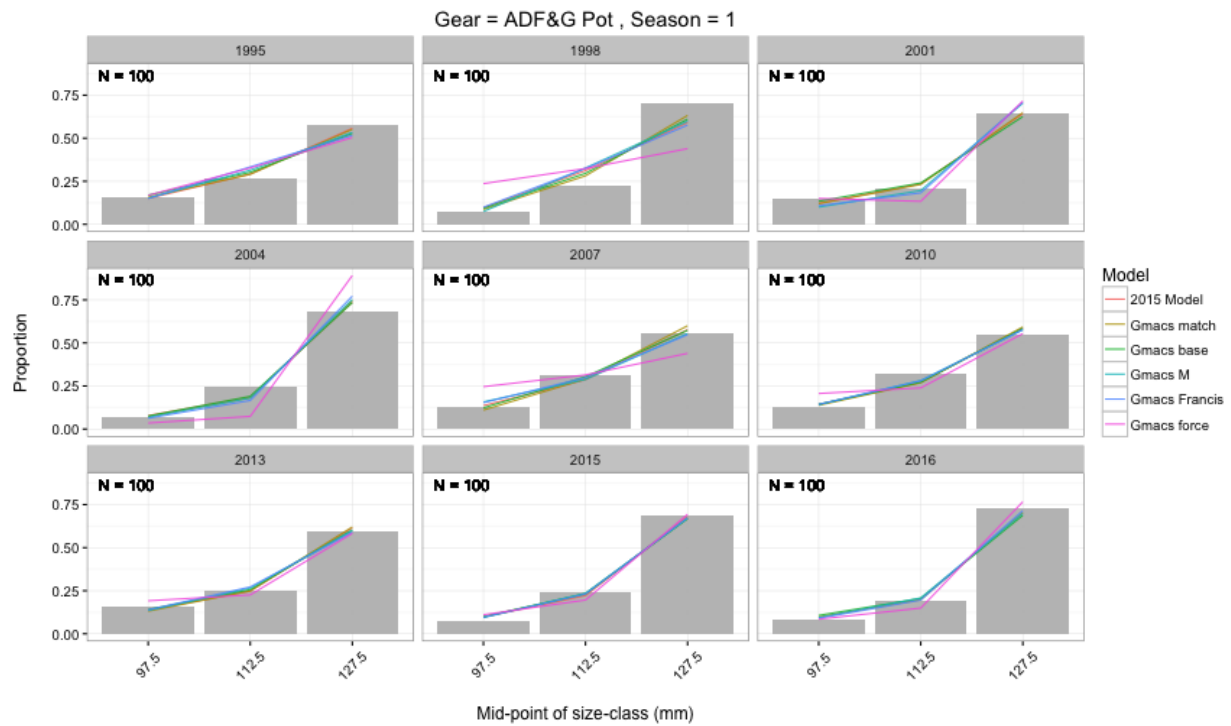 Gear = ADF&G Pot , Season = 1
1995
1998
2001
N = 100
N = 100
N = 100
0.75
0.50
0.25
0.00
2004
2007
2010
N = 100
N = 100
N = 100
0.75
0.50
0.25
0.00
2013
2015
2016
N = 100
N = 100
N = 100
0.75
0.50
0.25
0.00
97.5
112.5
127.5
97.5
112.5
127.5
97.5
112.5
127.5
Proportion
Mid-point of size-class (mm)
Model
2015 Model
Gmacs match
Gmacs base
Gmacs M
Gmacs Francis
Gmacs force